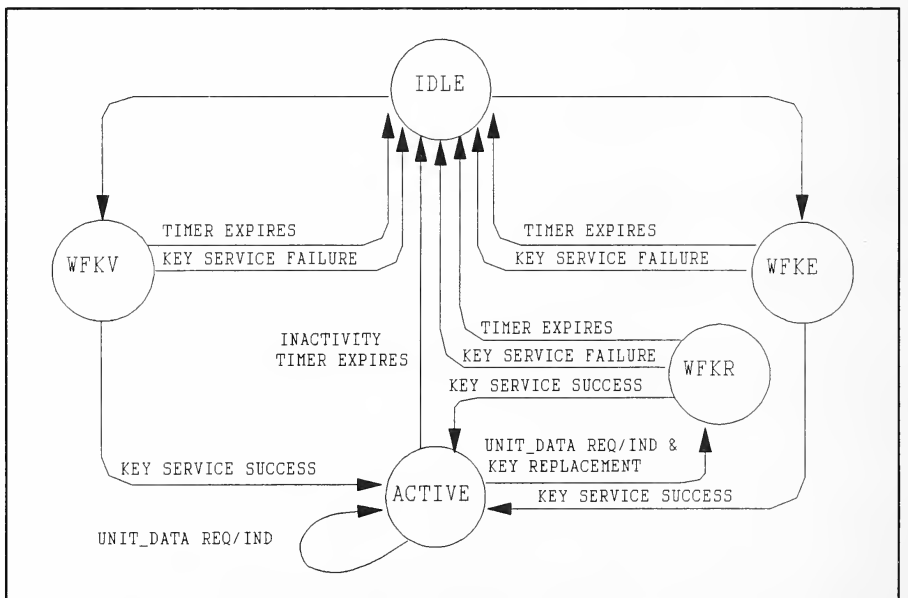 IDLE
TIMER EXPIRES
KEY SERVICE FAILURE
WFKV
TIMER EXPIRES
KEY SERVICE FAILURE
WFKE
INACTIVITY
TIMER EXPIRES
TIMER EXPIRES
KEY SERVICE FAILURE
KEY SERVICE SUCCESS
WFKR
KEY SERVICE SUCCESS
UNIT_DATA REQ/IND &
KEY REPLACEMENT
ACTIVE
KEY SERVICE SUCCESS
UNIT_DATA REQ/IND